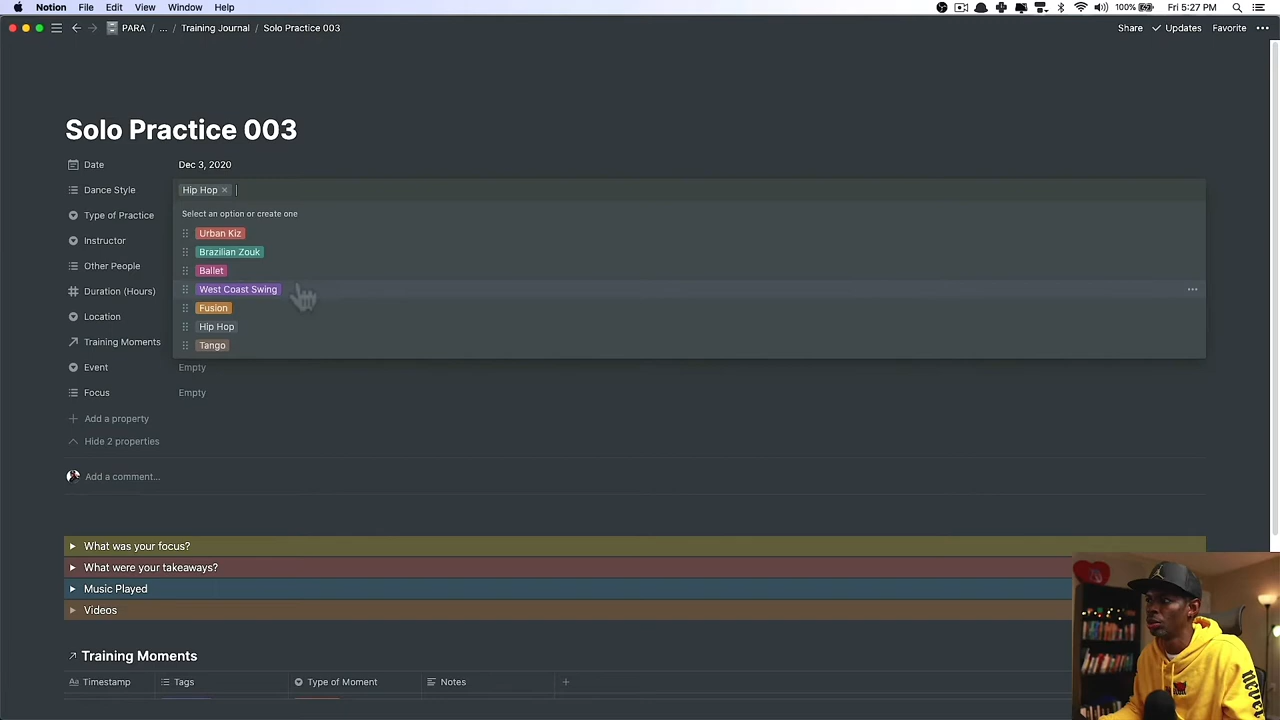 Notion File Edit View Window Help 100% Fri 5:27 PM
PARA / ... / Training Journal / Solo Practice 003 Share Updates Favorite
Solo Practice 003
Date Dec 3, 2020
Dance Style Hip Hop
Select an option or create one
Type of Practice
Urban Kiz
Instructor
Brazilian Zouk
Other People
Ballet
Duration (Hours)
West Coast Swing
Location
Fusion
Hip Hop
Training Moments
Tango
Event Empty
Focus Empty
Add a property
Hide 2 properties
Add a comment...
What was your focus?
What were your takeaways?
Music Played
Videos
Training Moments
Aa Timestamp Tags Type of Moment Notes